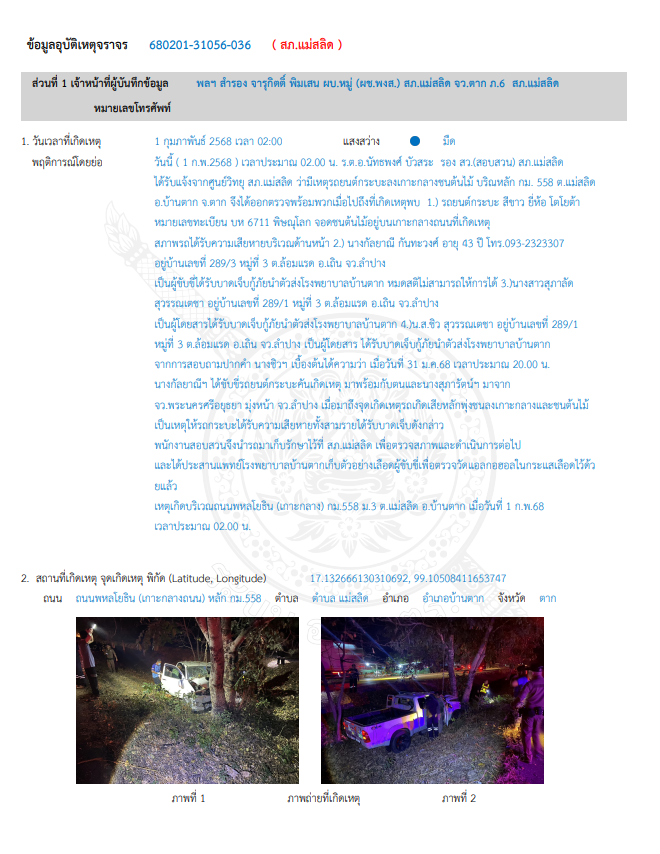 ข้อมูลอุบัติเหตุจราจร 680201-31056-036 ( สภ.แม่สลิด )
ส่วนที่ 1 เจ้าหน้าที่ผู้บันทึกข้อมูล พลฯ สำรอง จารุกิตติ์ พิมเสน ผบ.หมู่ (ผช.พงส.) สภ.แม่สลิด จว.ตาก ภ.6 สภ.แม่สลิด
หมายเลขโทรศัพท์
1. วันเวลาที่เกิดเหตุ 1 กุมภาพันธ์ 2568 เวลา 02:00 แสงสว่าง มืด
พฤติการณ์โดยย่อ วันนี้ ( 1 ก.พ.2568 ) เวลาประมาณ 02.00 น. ร.ต.อ.นัทธพงศ์ บัวสระ รอง สว.(สอบสวน) สภ.แม่สลิด
ได้รับแจ้งจากศูนย์วิทยุ สภ.แม่สลิด ว่ามีเหตุรถยนต์กระบะลงเกาะกลางชนต้นไม้ บริณหลัก กม. 558 ต.แม่สลิด
อ.บ้านตาก จ.ตาก จึงได้ออกตรวจพร้อมพวกเมื่อไปถึงที่เกิดเหตุพบ 1.) รถยนต์กระบะ สีขาว ยี่ห้อ โตโยต้า
หมายเลขทะเบียน บห 6711 พิษณุโลก จอดชนต้นไม้อยู่บนเกาะกลางถนนที่เกิดเหตุ
สภาพรถได้รับความเสียหายบริเวณด้านหน้า 2.) นางกัลยาณี กันทะวงศ์ อายุ 43 ปี โทร.093-2323307
อยู่บ้านเลขที่ 289/3 หมู่ที่ 3 ต.ล้อมแรด อ.เถิน จว.ลำปาง
เป็นผู้ขับขี่ได้รับบาดเจ็บกู้ภัยนำตัวส่งโรงพยาบาลบ้านตาก หมดสติไม่สามารถให้การได้ 3.)นางสาวสุภาลัด
สุวรรณเตชา อยู่บ้านเลขที่ 289/1 หมู่ที่ 3 ต.ล้อมแรด อ.เถิน จว.ลำปาง
เป็นผู้โดยสารได้รับบาดเจ็บกู้ภัยนำตัวส่งโรงพยาบาลบ้านตาก 4.)น.ส.ชิว สุวรรณเตชา อยู่บ้านเลขที่ 289/1
หมู่ที่ 3 ต.ล้อมแรด อ.เถิน จว.ลำปาง เป็นผู้โดยสาร ได้รับบาดเจ็บกู้ภัยนำตัวส่งโรงพยาบาลบ้านตาก
จากการสอบถามปากคำ นางชิวฯ เบื้องต้นได้ความว่า เมื่อวันที่ 31 ม.ค.68 เวลาประมาณ 20.00 น.
นางกัลยาณีฯ ได้ขับขี่รถยนต์กระบะคันเกิดเหตุ มาพร้อมกับตนและนางสุภารัตน์ฯ มาจาก
จว.พระนครศรีอยุธยา มุ่งหน้า จว.ลำปาง เมื่อมาถึงจุดเกิดเหตุรถเกิดเสียหลักพุ่งชนลงเกาะกลางและชนต้นไม้
เป็นเหตุให้รถกระบะได้รับความเสียหายทั้งสามรายได้รับบาดเจ็บดังกล่าว
พนักงานสอบสวนจึงนำรถมาเก็บรักษาไว้ที่ สภ.แม่สลิด เพื่อตรวจสภาพและดำเนินการต่อไป
และได้ประสานแพทย์โรงพยาบาลบ้านตากเก็บตัวอย่างเลือดผู้ขับขี่เพื่อตรวจวัดแอลกอฮอลในกระแสเลือดไว้ด้ว
ยแล้ว
เหตุเกิดบริเวณถนนพหลโยธิน (เกาะกลาง) กม.558 ม.3 ต.แม่สลิด อ.บ้านตาก เมื่อวันที่ 1 ก.พ.68
เวลาประมาณ 02.00 น.
2. สถานที่เกิดเหตุ จุดเกิดเหตุ พิกัด (Latitude, Longitude) 17.132666130310692, 99.10508411653747
ถนน ถนนพหลโยธิน (เกาะกลางถนน) หลัก กม.558 ตำบล ตำบล แม่สลิด อำเภอ อำเภอบ้านตาก จังหวัด ตาก
ภาพที่ 1 ภาพถ่ายที่เกิดเหตุ ภาพที่ 2